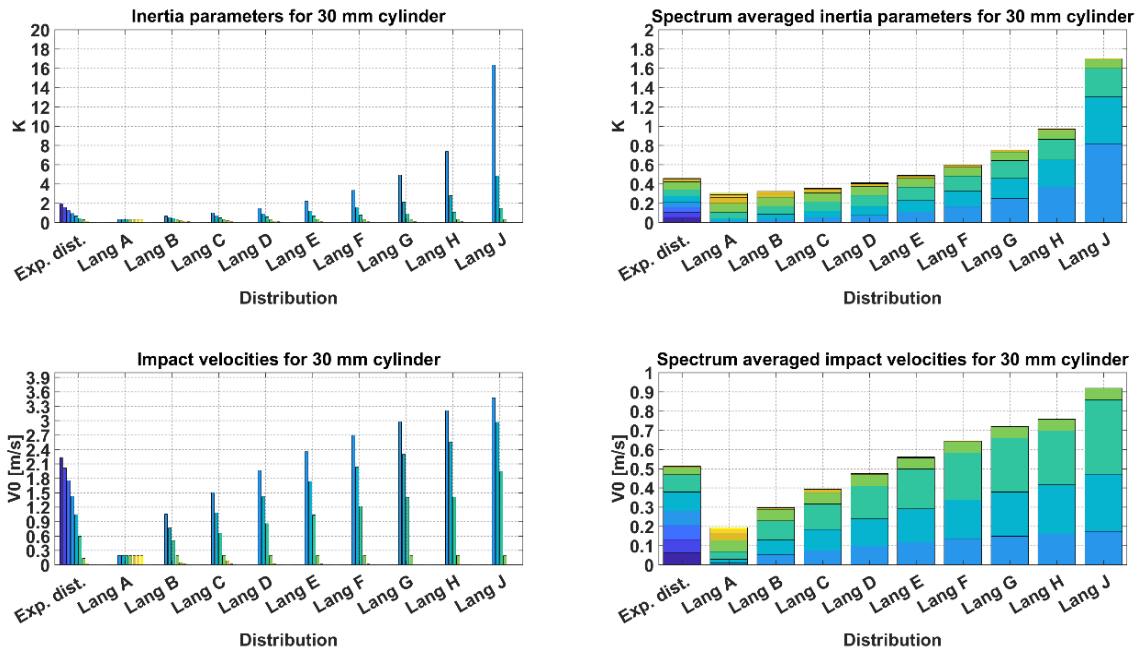 Inertia parameters for 30 mm cylinder
20
18
16
14
12
10
8
6
4
2
0
K
Exp. dist.
Lang A
Lang B
Lang C
Lang D
Lang E
Lang F
Lang G
Lang H
Lang J
Distribution
Spectrum averaged inertia parameters for 30 mm cylinder
2
1.8
1.6
1.4
1.2
1
0.8
0.6
0.4
0.2
0
K
Exp. dist.
Lang A
Lang B
Lang C
Lang D
Lang E
Lang F
Lang G
Lang H
Lang J
Distribution
Impact velocities for 30 mm cylinder
3.9
3.6
3.3
3
2.7
2.4
2.1
1.8
1.5
1.2
0.9
0.6
0.3
0
V0 [m/s]
Exp. dist.
Lang A
Lang B
Lang C
Lang D
Lang E
Lang F
Lang G
Lang H
Lang J
Distribution
Spectrum averaged impact velocities for 30 mm cylinder
1
0.9
0.8
0.7
0.6
0.5
0.4
0.3
0.2
0.1
0
V0 [m/s]
Exp. dist.
Lang A
Lang B
Lang C
Lang D
Lang E
Lang F
Lang G
Lang H
Lang J
Distribution